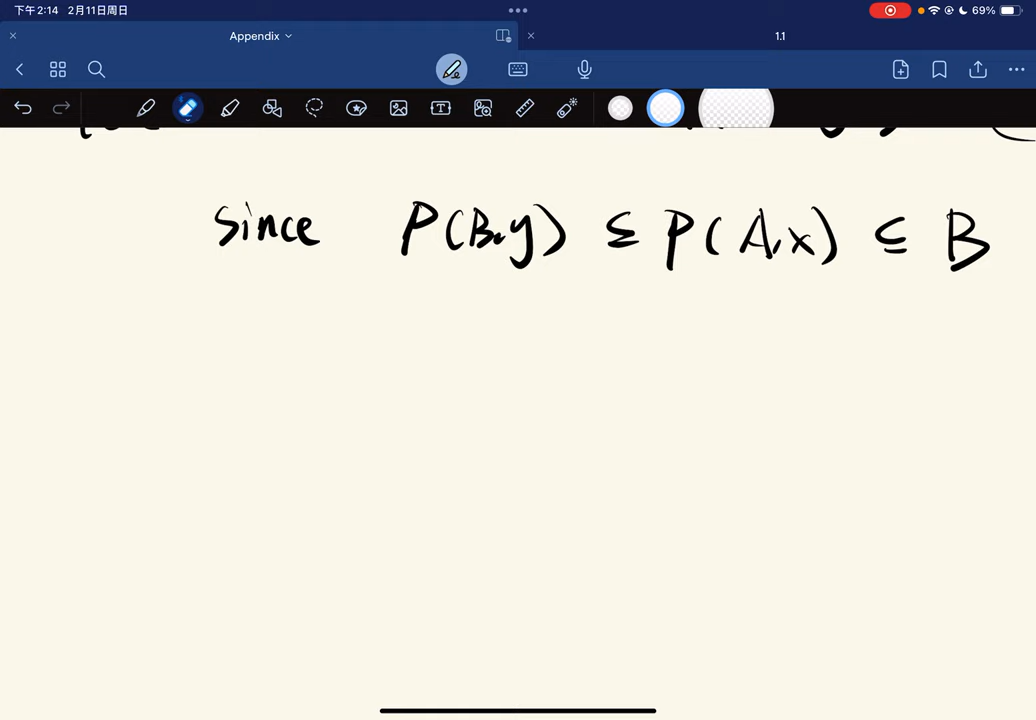 下午2:14 2月11日周日 69%
Appendix 1.1
since P(B,y) ⊆ P(A,x) ⊆ B